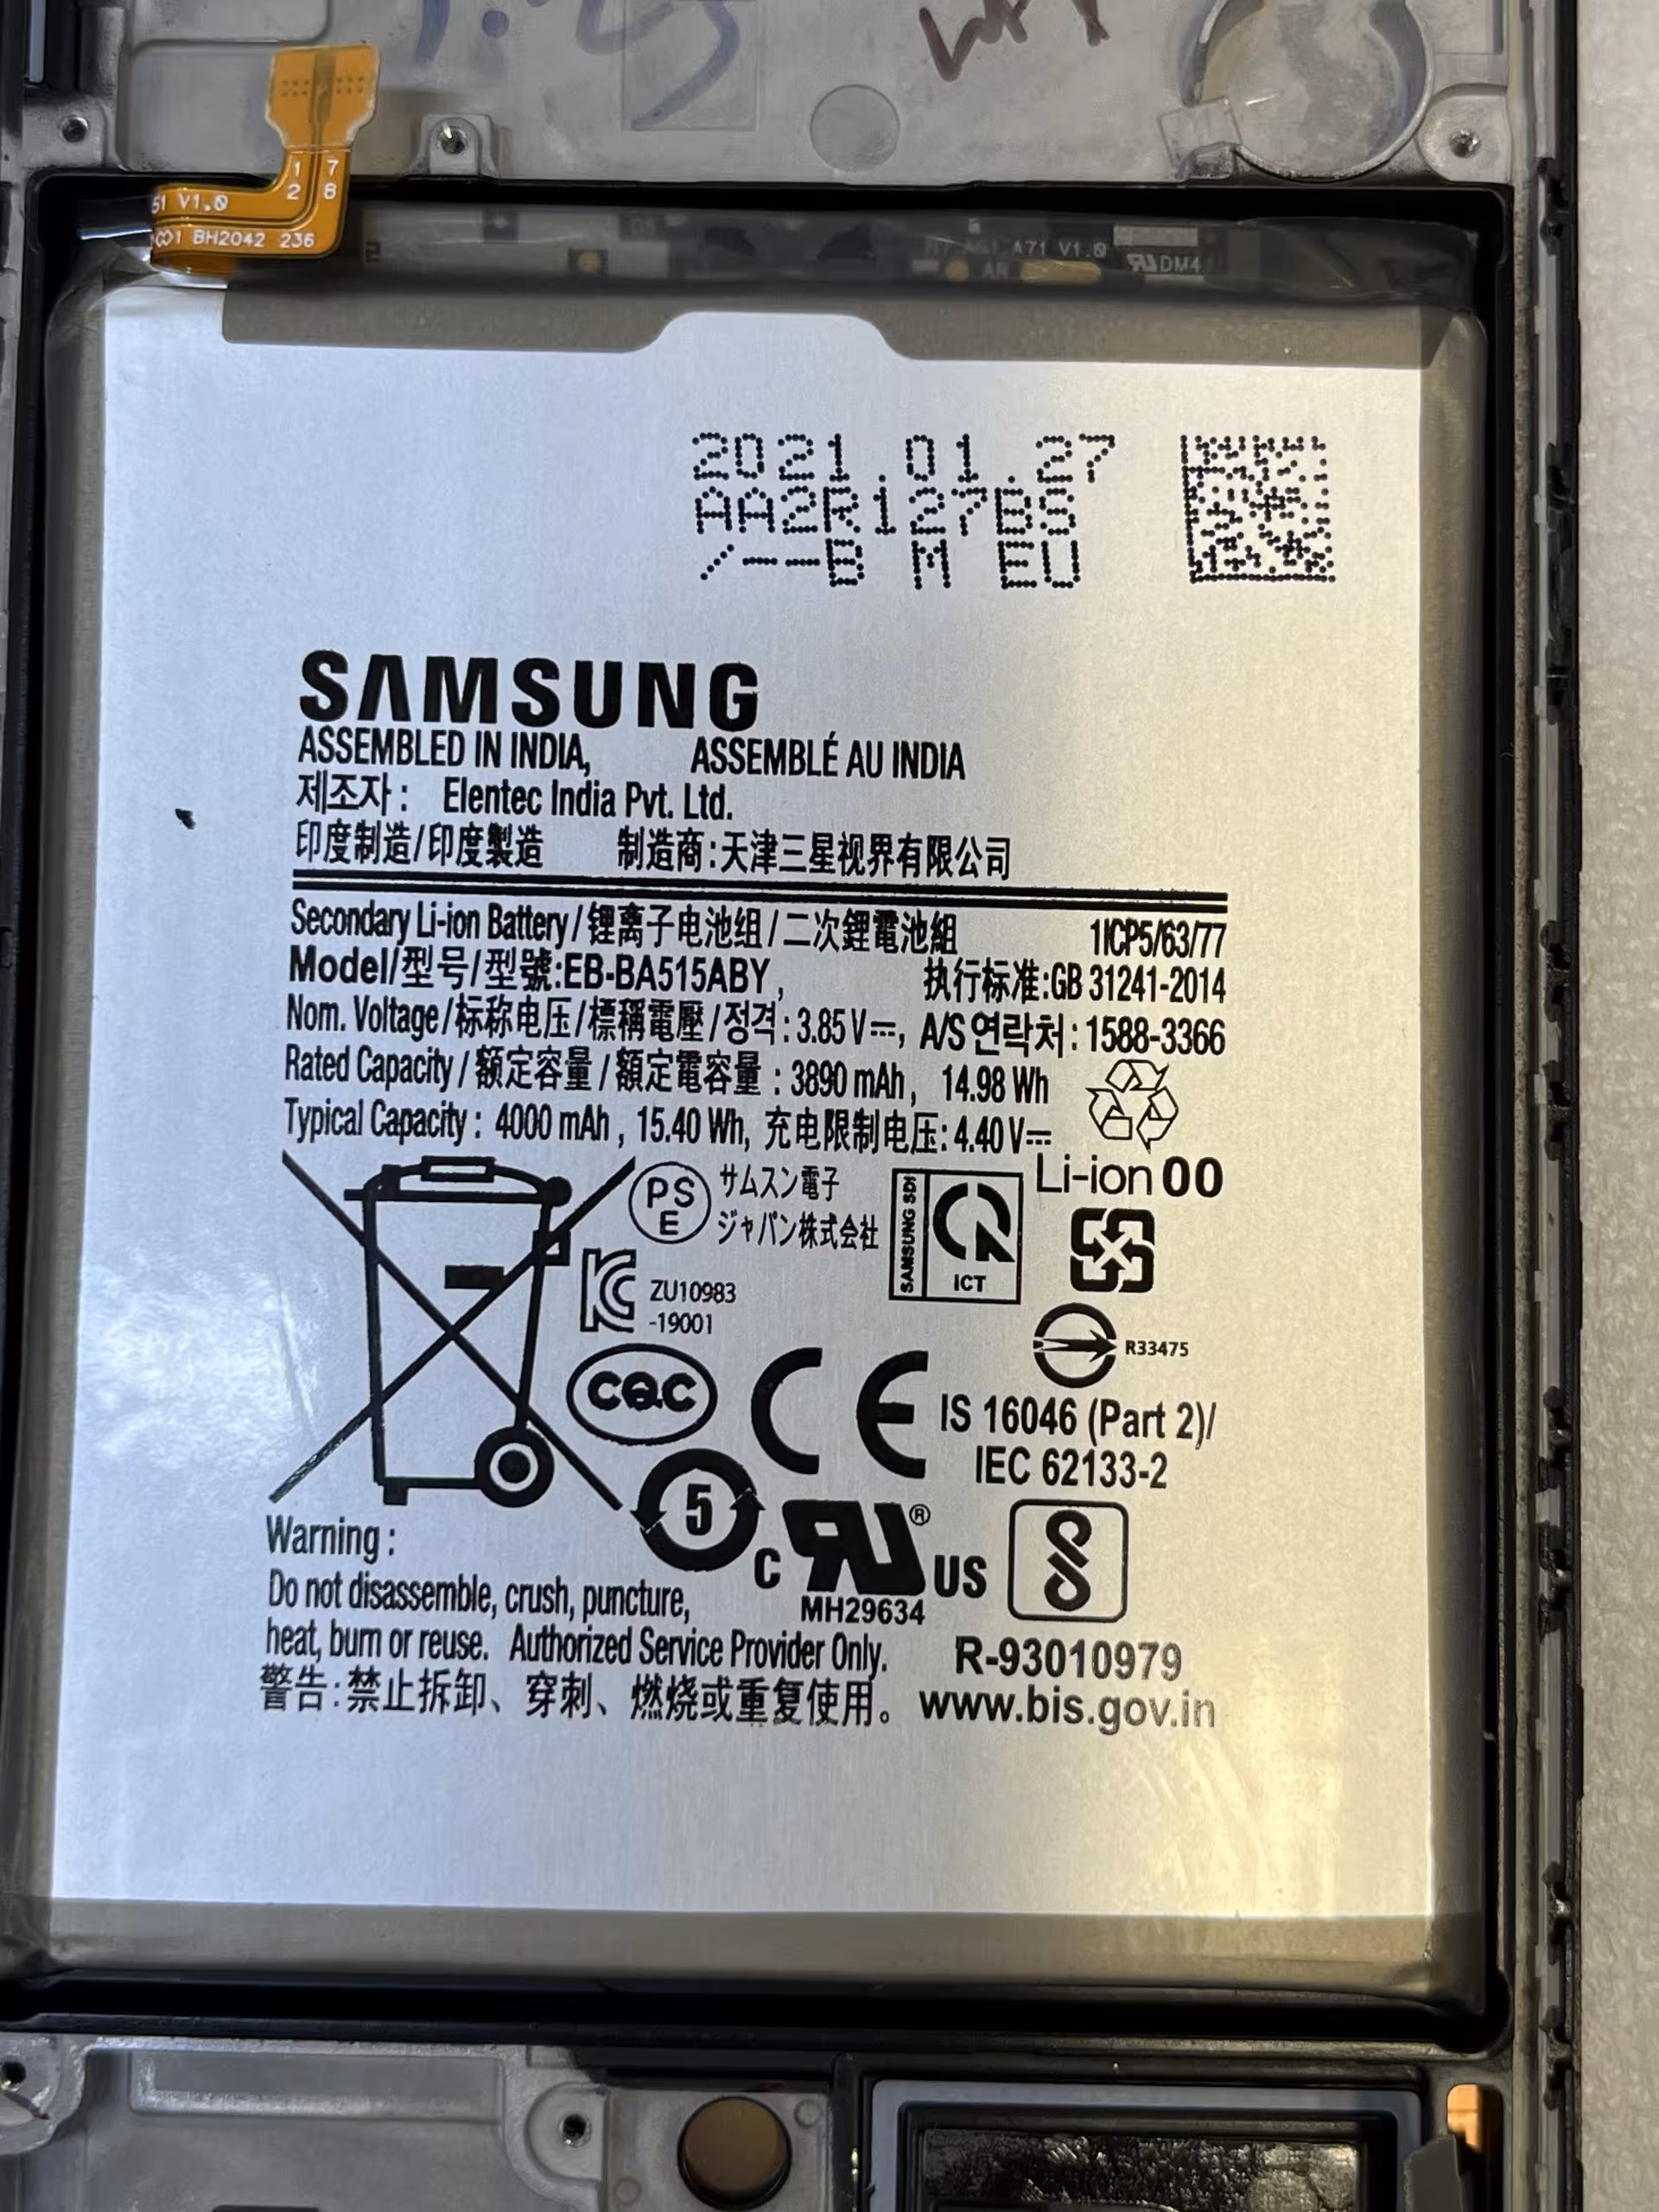 1 7
2 8
51 V1.0
1 BH2042 236
A51 A71 V1.0
AN
DM4
2021.01.27
AA2R127BS
/--B M EU
SAMSUNG
ASSEMBLED IN INDIA, ASSEMBLÉ AU INDIA
제조자 : Elentec India Pvt. Ltd.
印度制造/印度製造 制造商:天津三星视界有限公司
Secondary Li-ion Battery/锂离子电池组/二次鋰電池組 1ICP5/63/77
Model/型号/型號:EB-BA515ABY, 执行标准:GB 31241-2014
Nom. Voltage/标称电压/標稱電壓/정격:3.85V⎓, A/S연락처: 1588-3366
Rated Capacity/额定容量/額定電容量 : 3890 mAh, 14.98 Wh
Typical Capacity : 4000 mAh , 15.40 Wh, 充电限制电压: 4.40V⎓
Li-ion 00
PS
E
サムスン電子
ジャパン株式会社
SAMSUNG SDI
ICT
ZU10983
-19001
R33475
CQC
CE
IS 16046 (Part 2)/
IEC 62133-2
5
C RU ® US
MH29634
Warning :
Do not disassemble, crush, puncture,
heat, burn or reuse. Authorized Service Provider Only.
警告:禁止拆卸、穿刺、燃烧或重复使用。
R-93010979
www.bis.gov.in